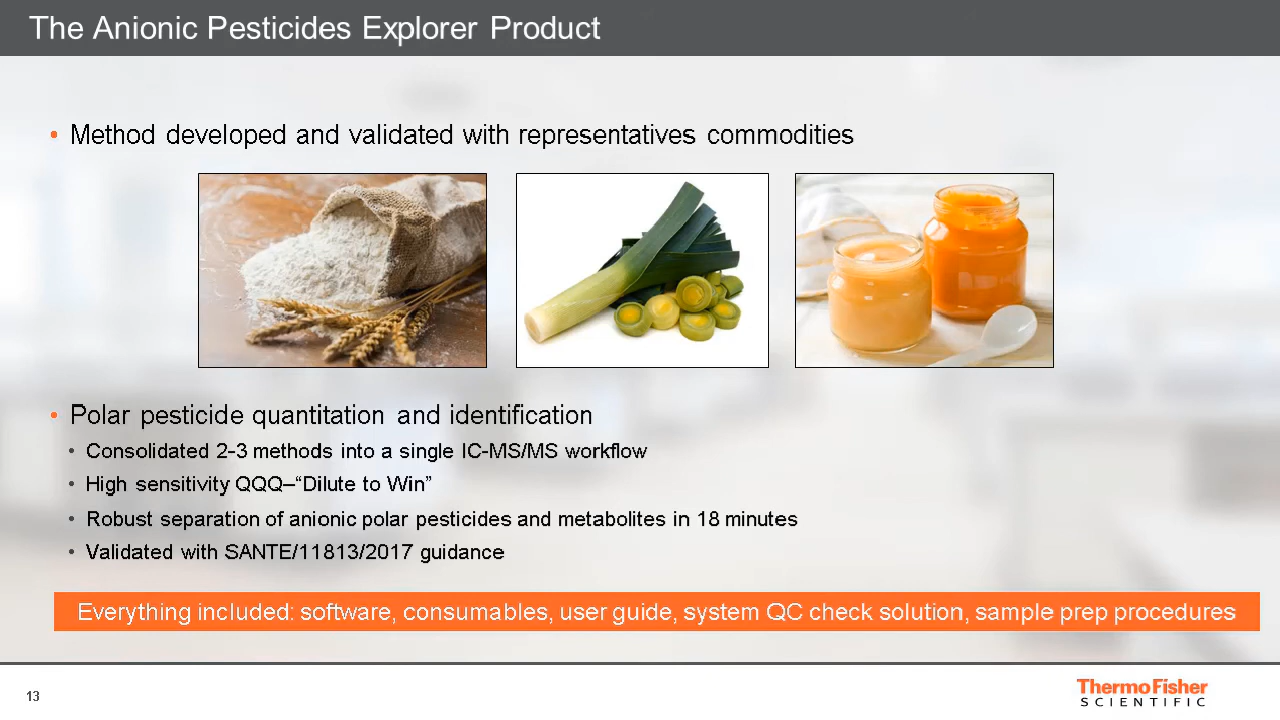 The Anionic Pesticides Explorer Product
• Method developed and validated with representatives commodities
• Polar pesticide quantitation and identification
• Consolidated 2-3 methods into a single IC-MS/MS workflow
• High sensitivity QQQ–“Dilute to Win”
• Robust separation of anionic polar pesticides and metabolites in 18 minutes
• Validated with SANTE/11813/2017 guidance
Everything included: software, consumables, user guide, system QC check solution, sample prep procedures
13
ThermoFisher
SCIENTIFIC